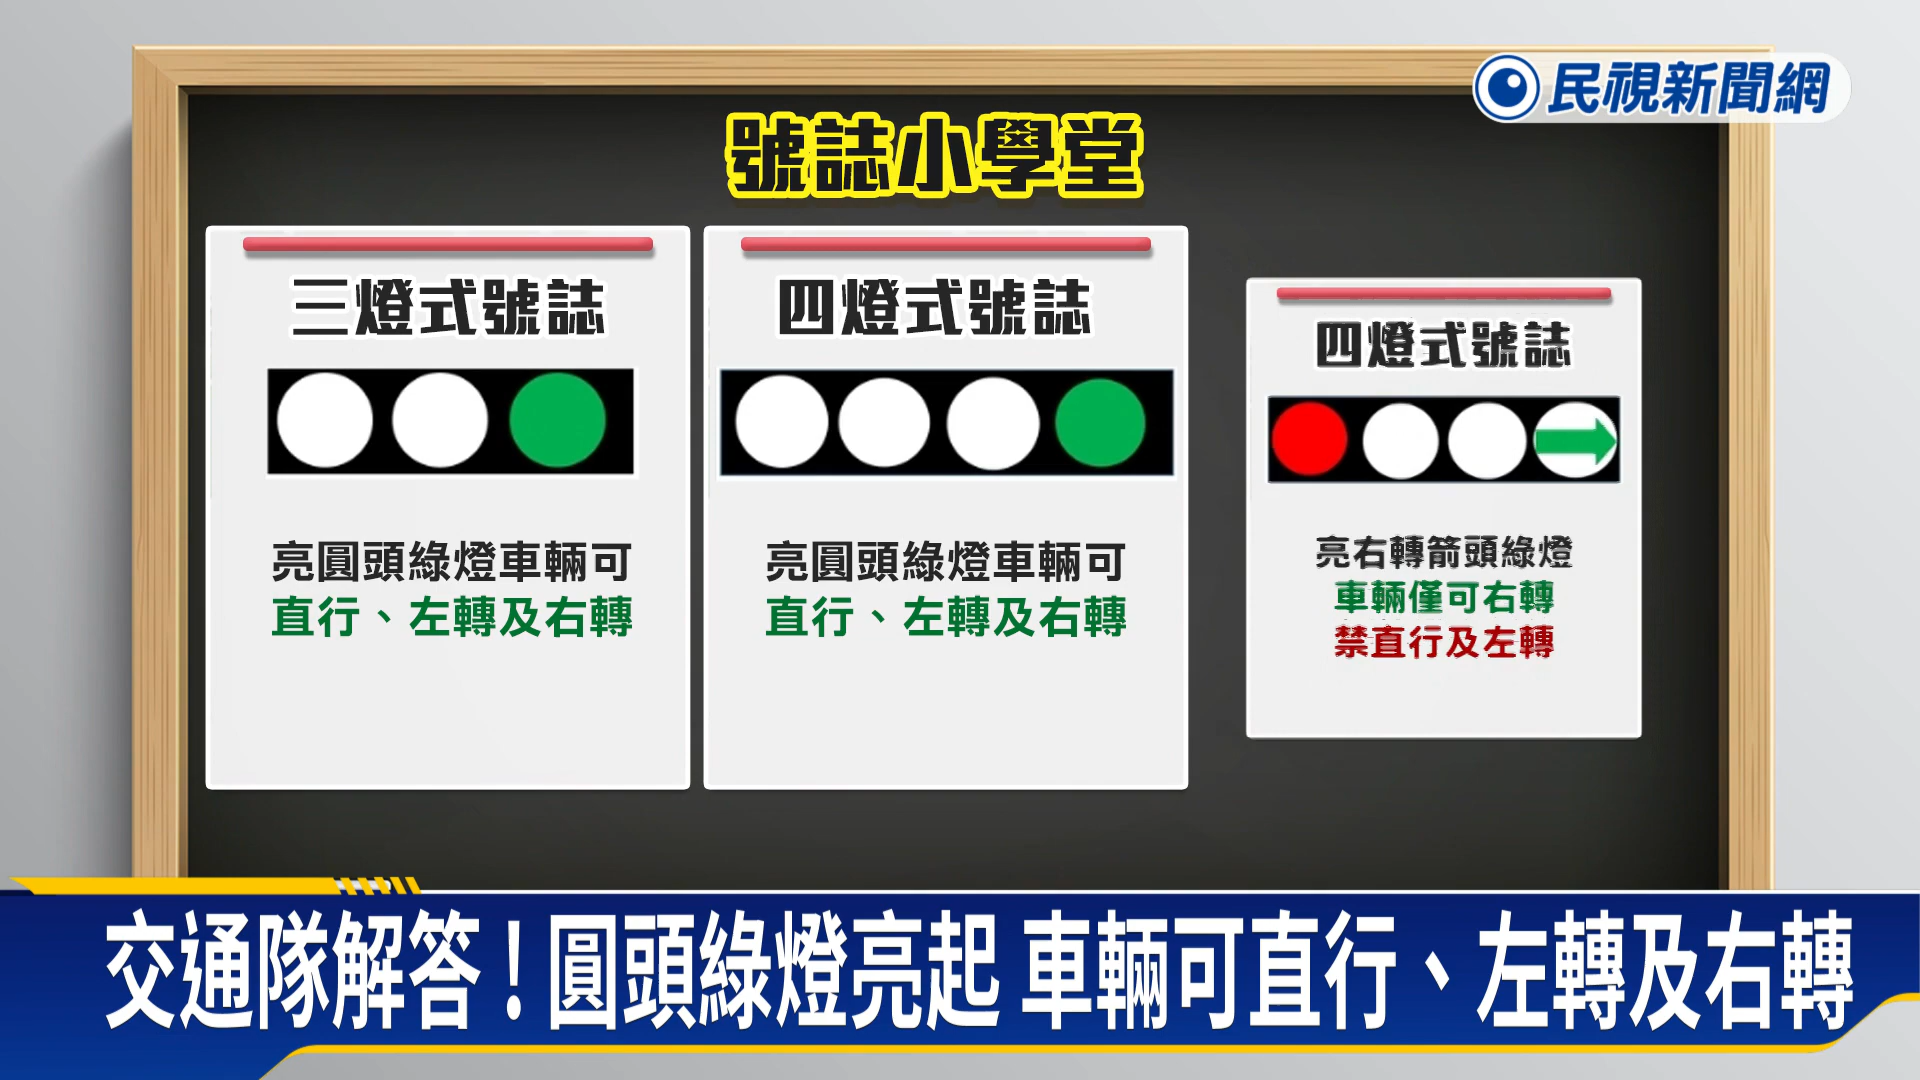 民視新聞網
號誌小學堂
三燈式號誌
亮圓頭綠燈車輛可
直行、左轉及右轉
四燈式號誌
亮圓頭綠燈車輛可
直行、左轉及右轉
四燈式號誌
亮右轉箭頭綠燈
車輛僅可右轉
禁直行及左轉
交通隊解答！圓頭綠燈亮起 車輛可直行、左轉及右轉